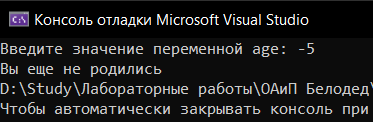 Консоль отладки Microsoft Visual Studio
Введите значение переменной age: -5
Вы еще не родились
D:\Study\Лабораторные работы\ОАиП Белодед\
Чтобы автоматически закрывать консоль при